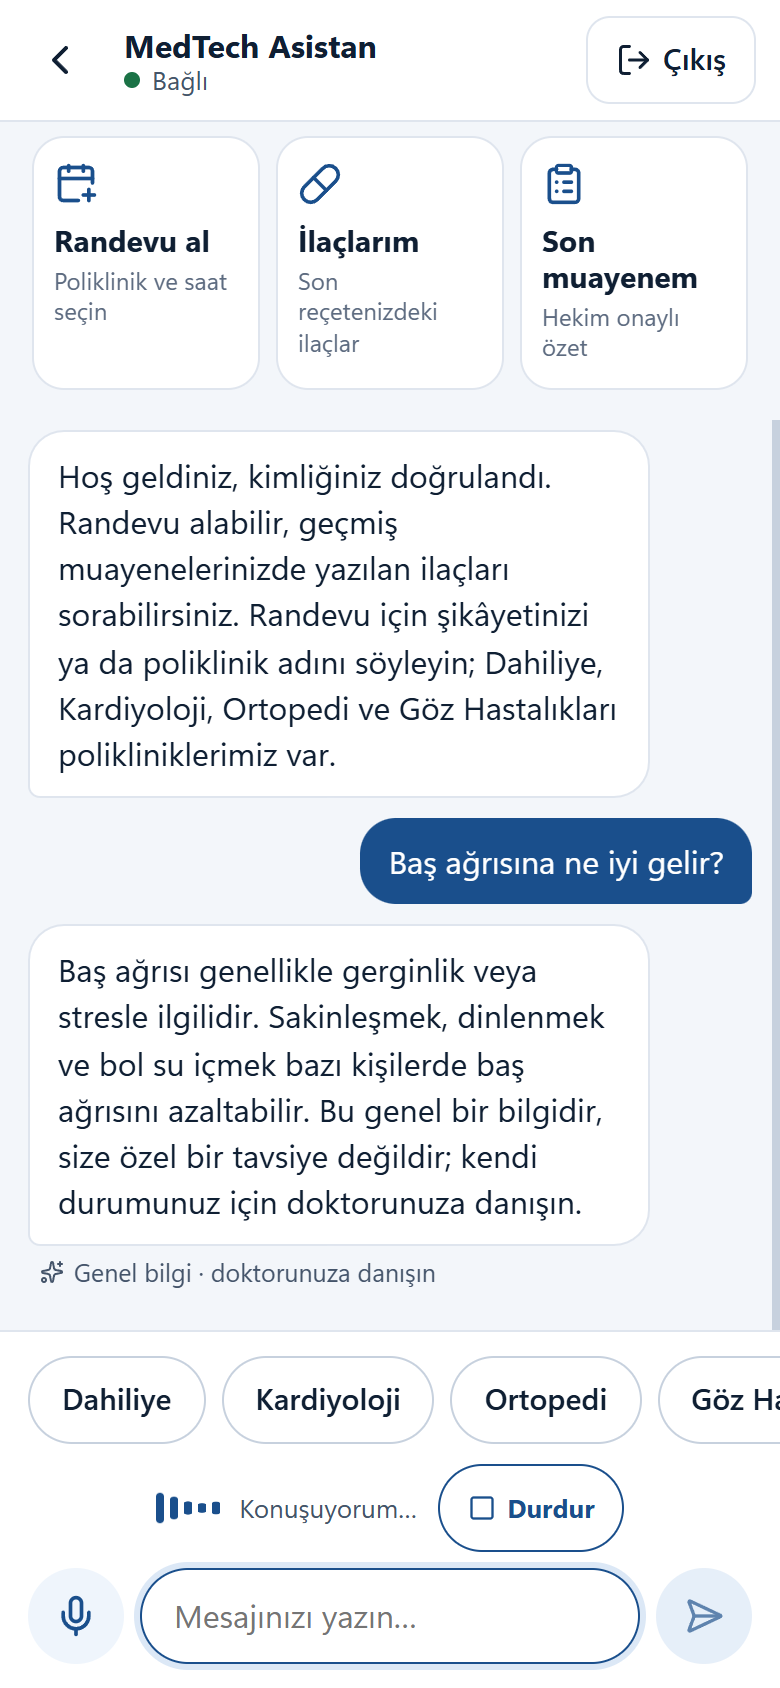 MedTech Asistan
Bağlı
Çıkış
Randevu al
Poliklinik ve saat
seçin
İlaçlarım
Son
reçetenizdeki
ilaçlar
Son
muayenem
Hekim onaylı
özet
Hoş geldiniz, kimliğiniz doğrulandı.
Randevu alabilir, geçmiş
muayenelerinizde yazılan ilaçları
sorabilirsiniz. Randevu için şikâyetinizi
ya da poliklinik adını söyleyin; Dahiliye,
Kardiyoloji, Ortopedi ve Göz Hastalıkları
polikliniklerimiz var.
Baş ağrısına ne iyi gelir?
Baş ağrısı genellikle gerginlik veya
stresle ilgilidir. Sakinleşmek, dinlenmek
ve bol su içmek bazı kişilerde baş
ağrısını azaltabilir. Bu genel bir bilgidir,
size özel bir tavsiye değildir; kendi
durumunuz için doktorunuza danışın.
Genel bilgi · doktorunuza danışın
Dahiliye
Kardiyoloji
Ortopedi
Göz Ha
Konuşuyorum...
Durdur
Mesajınızı yazın...